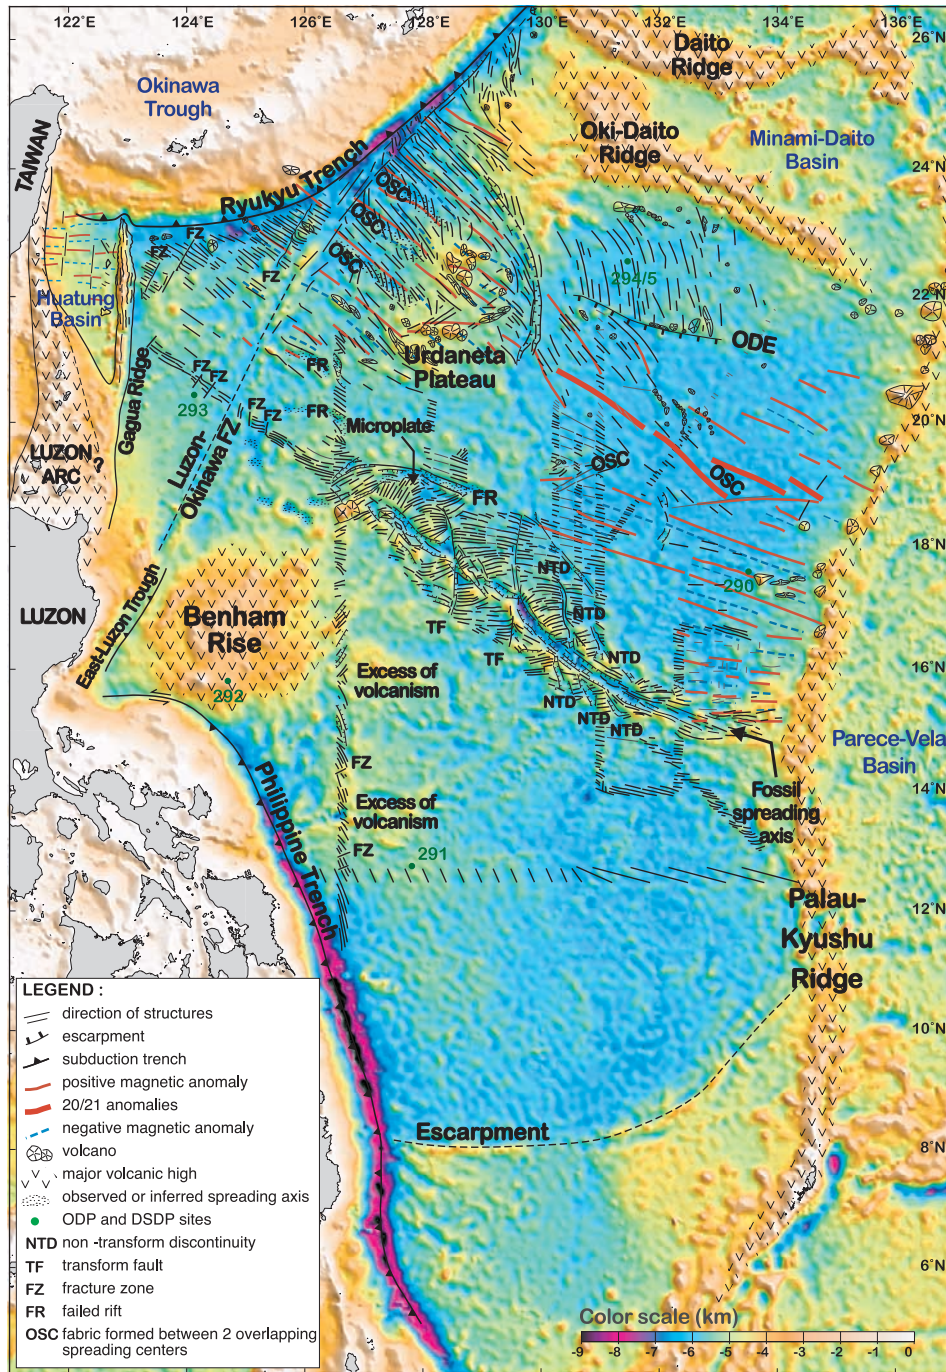 122° 124° 126° 128° 130° 132° 134° 136°
26°N
24°N
22°N
20°N
18°N
16°N
14°N
12°N
10°N
8°N
6°N
Daito
Ridge
Okinawa
Trough
TAIWAN
Oki-Daito
Ridge
Minami-Daito
Basin
Ryukyu Trench
OSC
OSC
OSC
FZ
FZ
FZ
294/5
Huatung
Basin
ODE
Urdaneta
Plateau
FR
Gagua Ridge
FZ
FZ
293
FZ
FZ
FR
Microplate
Luzon-
Okinawa FZ
LUZON
ARC
?
OSC
OSC
FR
NTD
290
LUZON
East-Luzon Trough
Benham
Rise
292
TF
TF
NTD
NTD
NTD
NTD
NTD
Excess of
volcanism
FZ
Parece-Vela
Basin
Fossil
spreading
axis
Philippine Trench
Excess of
volcanism
FZ
291
Palau-
Kyushu
Ridge
Escarpment
LEGEND :
direction of structures
escarpment
subduction trench
positive magnetic anomaly
20/21 anomalies
negative magnetic anomaly
volcano
major volcanic high
observed or inferred spreading axis
ODP and DSDP sites
NTD non -transform discontinuity
TF transform fault
FZ fracture zone
FR failed rift
OSC fabric formed between 2 overlapping
spreading centers
Color scale (km)
-9 -8 -7 -6 -5 -4 -3 -2 -1 0